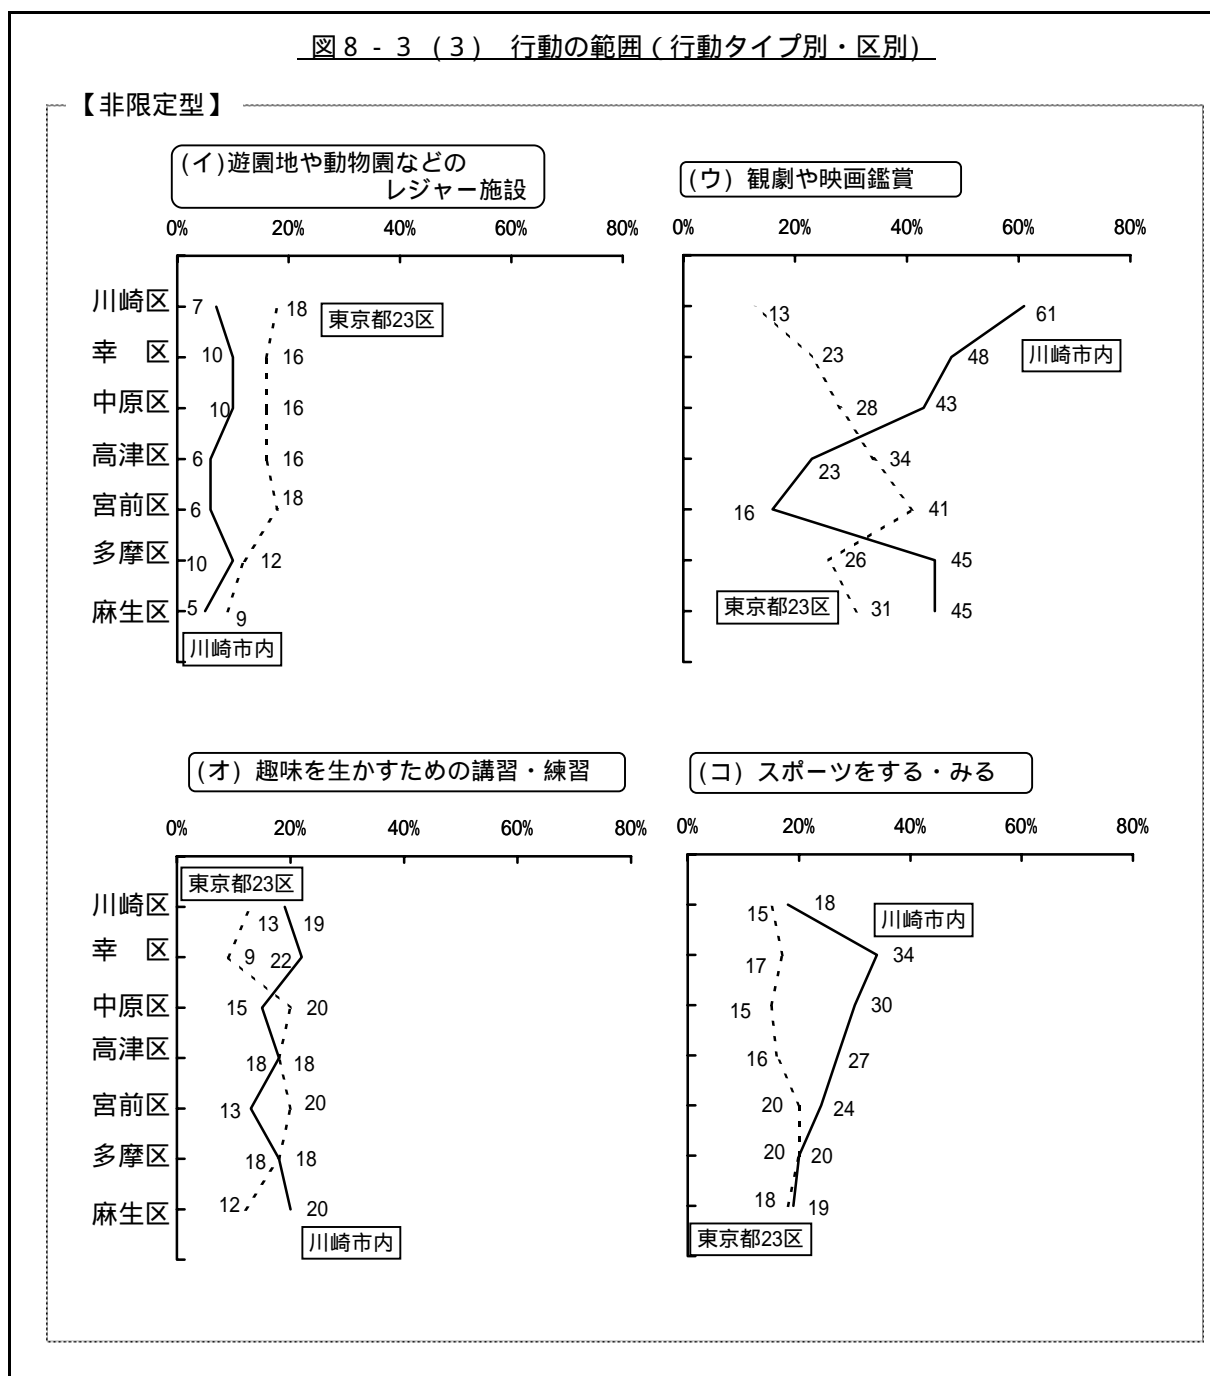 図8-3(3) 行動の範囲(行動タイプ別・区別)
【非限定型】
(イ)遊園地や動物園などの
レジャー施設
0% 20% 40% 60% 80%
川崎区 7 18
東京都23区
幸 区 10 16
中原区 10 16
高津区 6 16
宮前区 6 18
多摩区 10 12
麻生区 5 9
川崎市内
(ウ) 観劇や映画鑑賞
0% 20% 40% 60% 80%
13 61
川崎市内
23 48
28 43
23 34
16 41
26 45
東京都23区
31 45
(オ) 趣味を生かすための講習・練習
0% 20% 40% 60% 80%
東京都23区
川崎区 13 19
幸 区 9 22
中原区 15 20
高津区 18 18
宮前区 13 20
多摩区 18 18
麻生区 12 20
川崎市内
(コ) スポーツをする・みる
0% 20% 40% 60% 80%
15 18
川崎市内
17 34
15 30
16 27
20 24
20 20
18 19
東京都23区